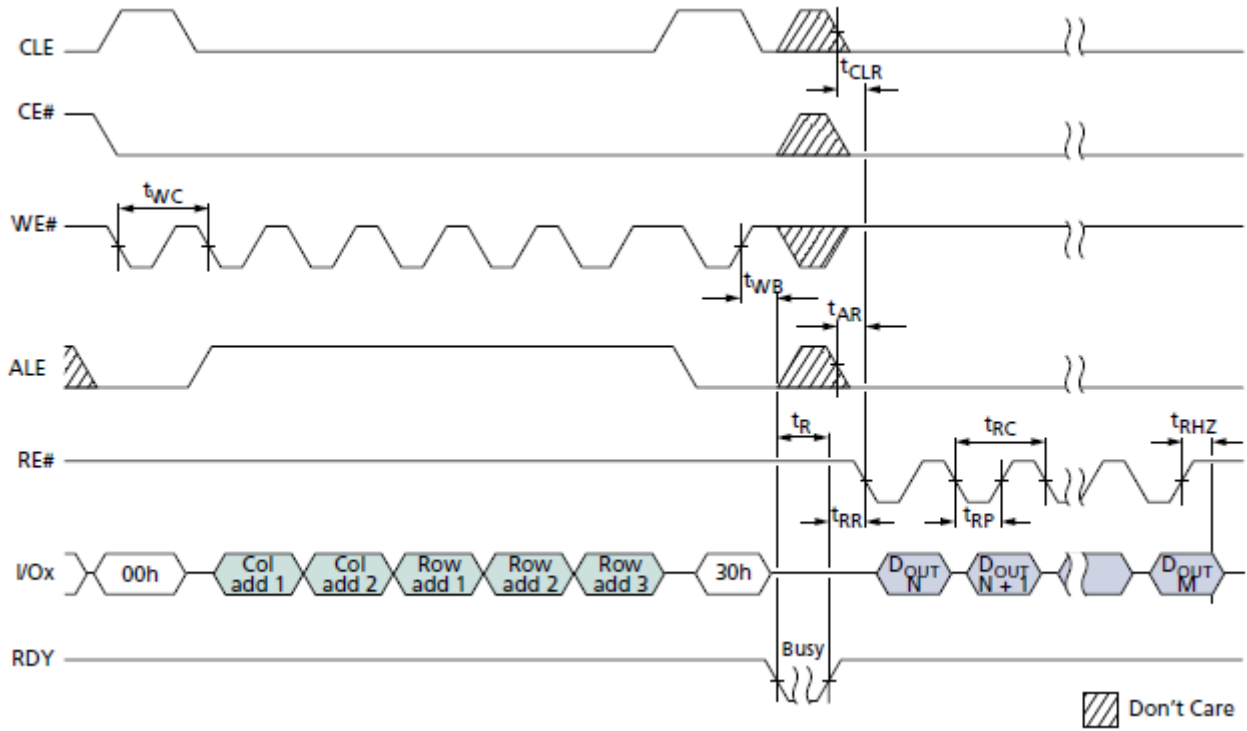 CLE
tCLR
CE#
tWC
WE#
tWB
tAR
ALE
tR
tRC
tRHZ
RE#
tRR
tRP
I/Ox
00h
Col add 1
Col add 2
Row add 1
Row add 2
Row add 3
30h
DOUT N
DOUT N + 1
DOUT M
RDY
Busy
Don't Care